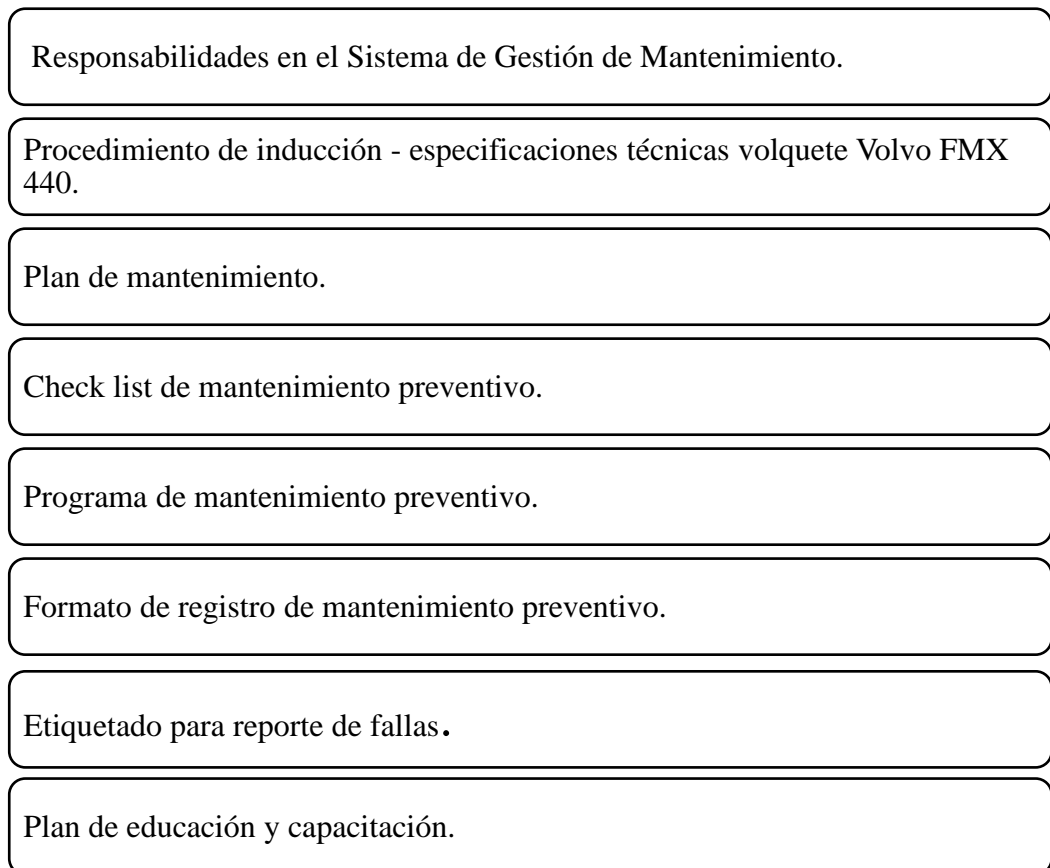 Responsabilidades en el Sistema de Gestión de Mantenimiento.
Procedimiento de inducción - especificaciones técnicas volquete Volvo FMX
440.
Plan de mantenimiento.
Check list de mantenimiento preventivo.
Programa de mantenimiento preventivo.
Formato de registro de mantenimiento preventivo.
Etiquetado para reporte de fallas.
Plan de educación y capacitación.